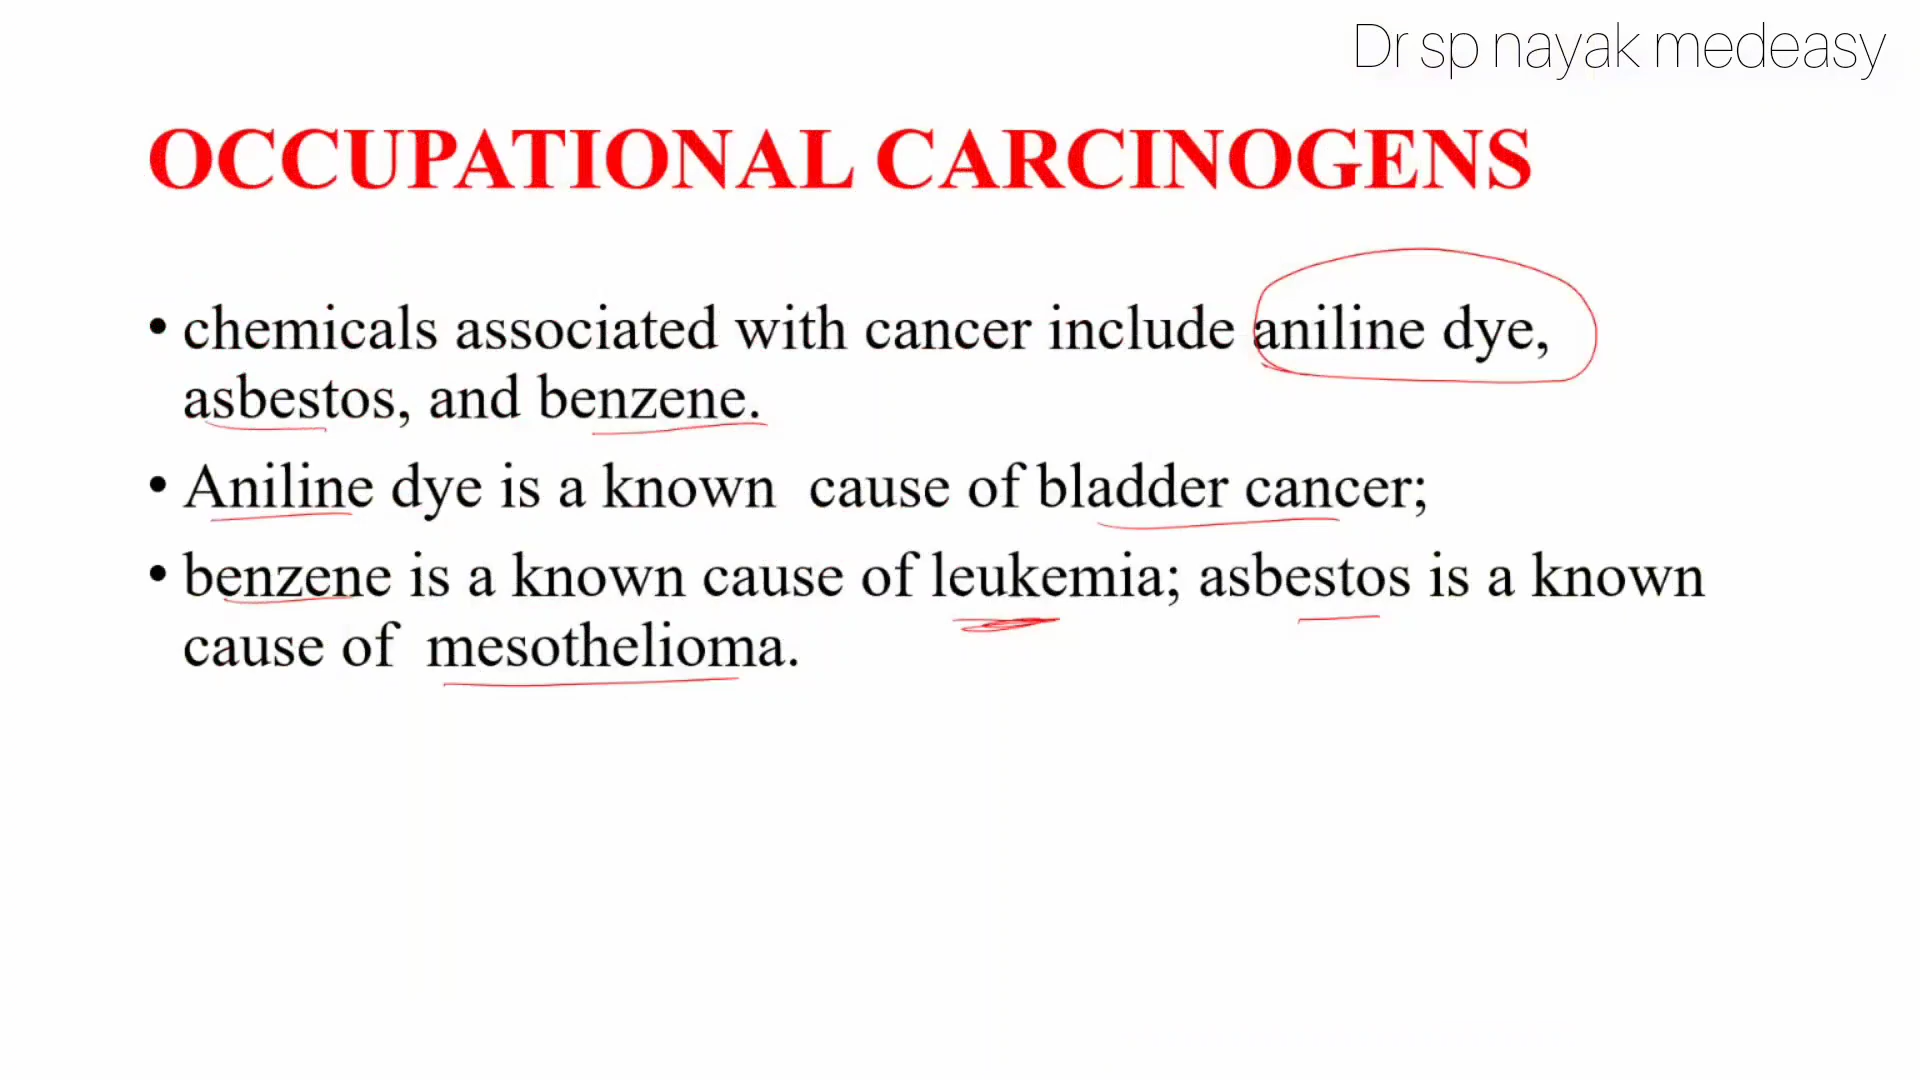 Dr sp nayak medeasy
OCCUPATIONAL CARCINOGENS
• chemicals associated with cancer include aniline dye,
asbestos, and benzene.
• Aniline dye is a known cause of bladder cancer;
• benzene is a known cause of leukemia; asbestos is a known
cause of mesothelioma.